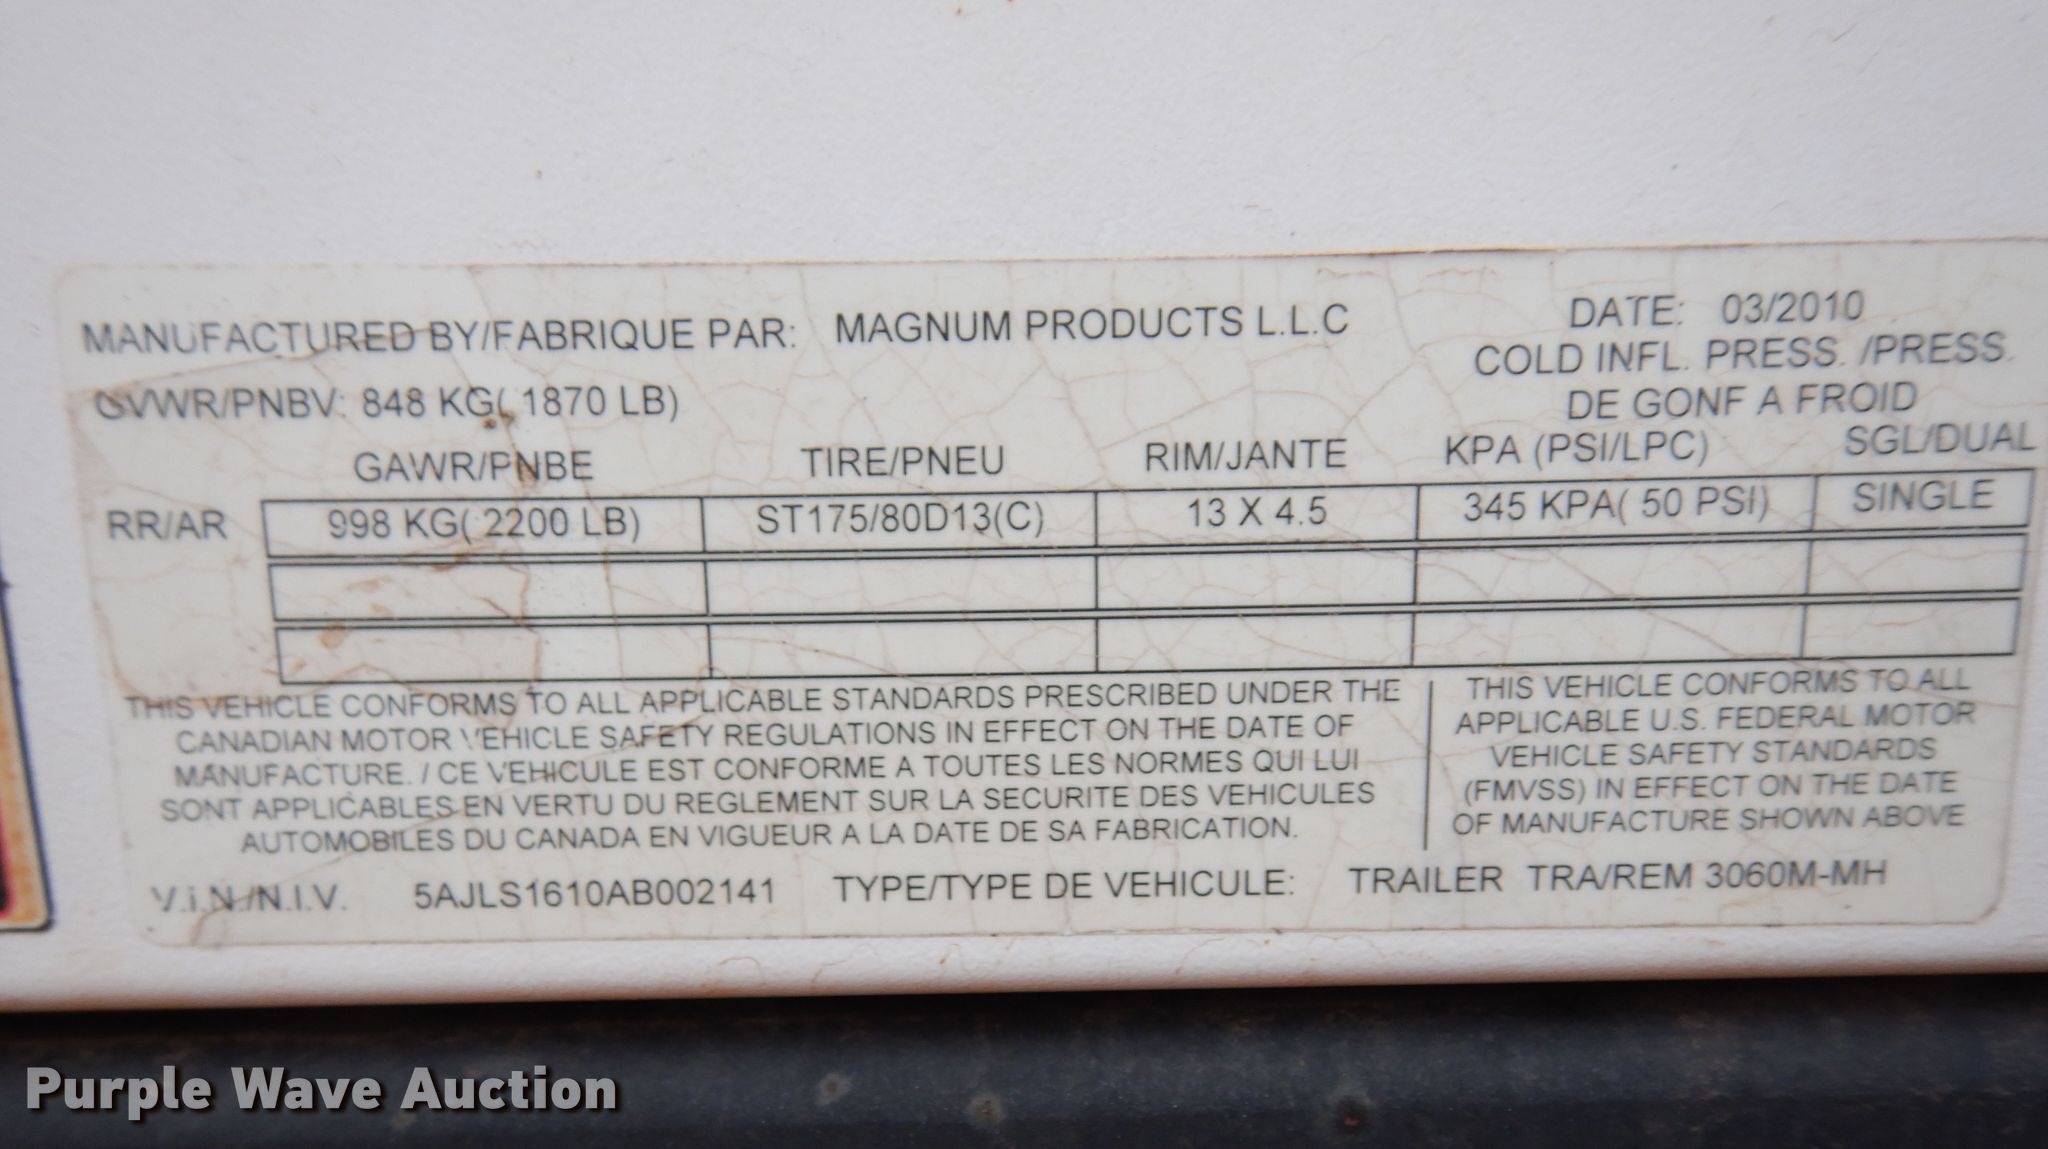 MANUFACTURED BY/FABRIQUE PAR: MAGNUM PRODUCTS L.L.C
DATE: 03/2010
GVWR/PNBV: 848 KG( 1870 LB)
COLD INFL. PRESS. /PRESS.
DE GONF A FROID
GAWR/PNBE TIRE/PNEU RIM/JANTE KPA (PSI/LPC) SGL/DUAL
RR/AR 998 KG( 2200 LB) ST175/80D13(C) 13 X 4.5 345 KPA( 50 PSI) SINGLE
THIS VEHICLE CONFORMS TO ALL APPLICABLE STANDARDS PRESCRIBED UNDER THE
CANADIAN MOTOR VEHICLE SAFETY REGULATIONS IN EFFECT ON THE DATE OF
MANUFACTURE. / CE VEHICULE EST CONFORME A TOUTES LES NORMES QUI LUI
SONT APPLICABLES EN VERTU DU REGLEMENT SUR LA SECURITE DES VEHICULES
AUTOMOBILES DU CANADA EN VIGUEUR A LA DATE DE SA FABRICATION.
THIS VEHICLE CONFORMS TO ALL
APPLICABLE U.S. FEDERAL MOTOR
VEHICLE SAFETY STANDARDS
(FMVSS) IN EFFECT ON THE DATE
OF MANUFACTURE SHOWN ABOVE
V.I.N./N.I.V. 5AJLS1610AB002141 TYPE/TYPE DE VEHICULE: TRAILER TRA/REM 3060M-MH
Purple Wave Auction